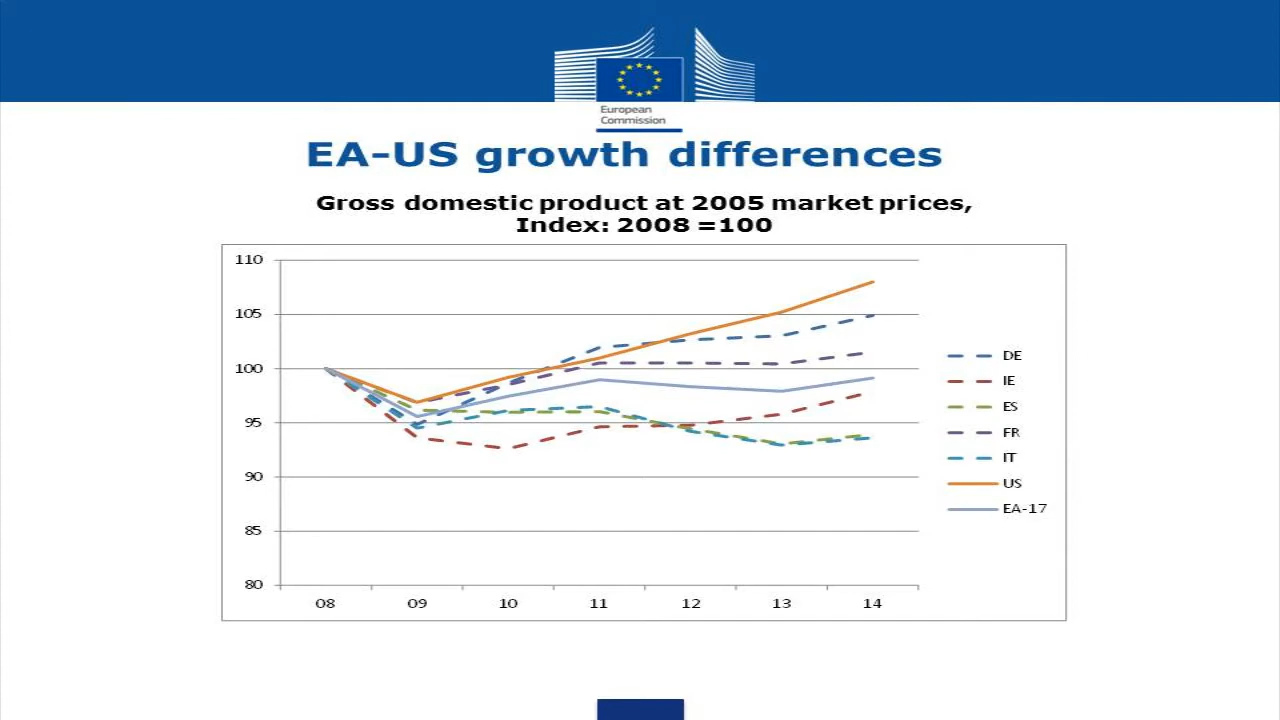 European
Commission
EA-US growth differences
Gross domestic product at 2005 market prices,
Index: 2008 =100
110
105
100
95
90
85
80
08 09 10 11 12 13 14
DE
IE
ES
FR
IT
US
EA-17